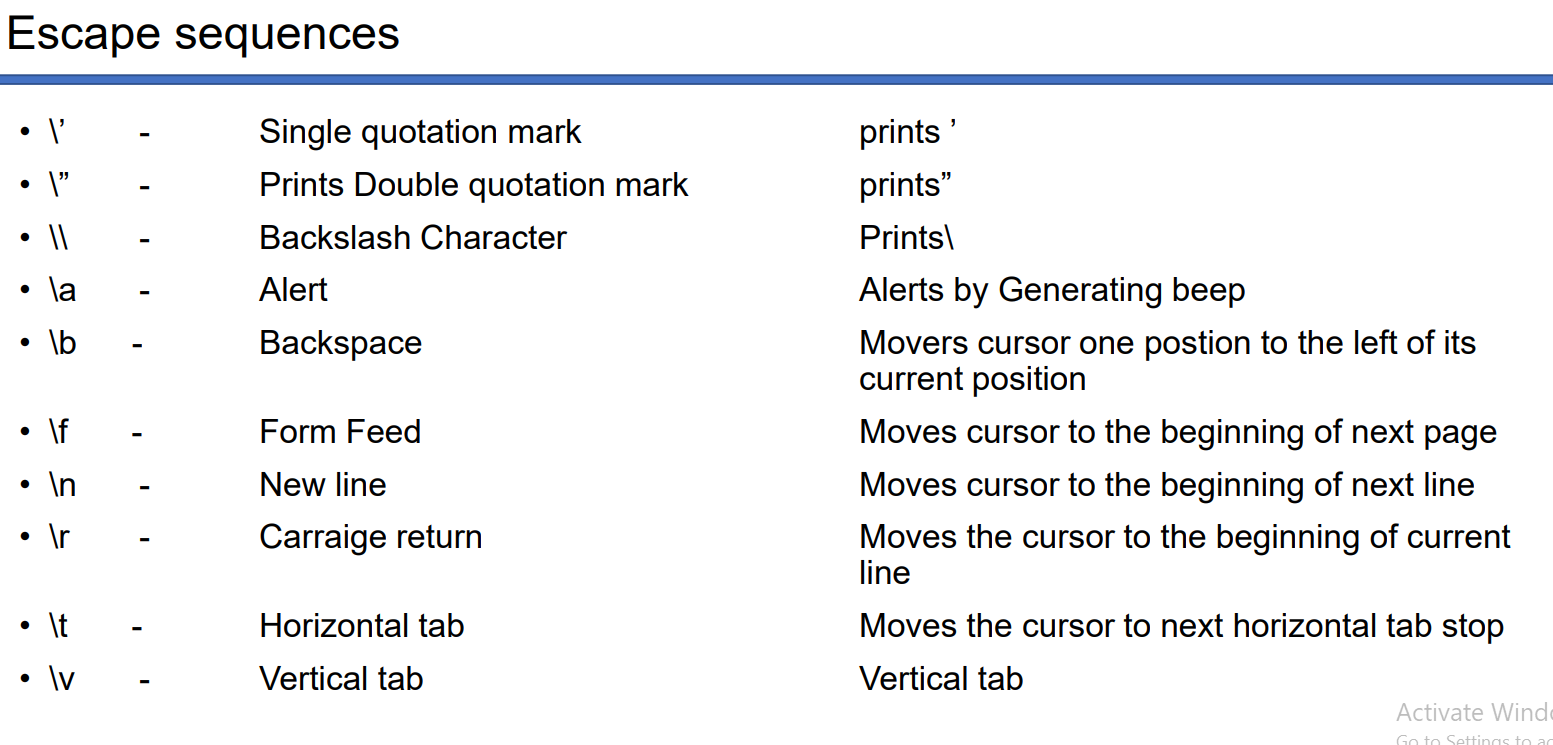 Escape sequences
• \’ - Single quotation mark prints ’
• \” - Prints Double quotation mark prints”
• \\ - Backslash Character Prints\
• \a - Alert Alerts by Generating beep
• \b - Backspace Movers cursor one postion to the left of its
current position
• \f - Form Feed Moves cursor to the beginning of next page
• \n - New line Moves cursor to the beginning of next line
• \r - Carraige return Moves the cursor to the beginning of current
line
• \t - Horizontal tab Moves the cursor to next horizontal tab stop
• \v - Vertical tab Vertical tab
Activate Windo
Go to Settings to ac